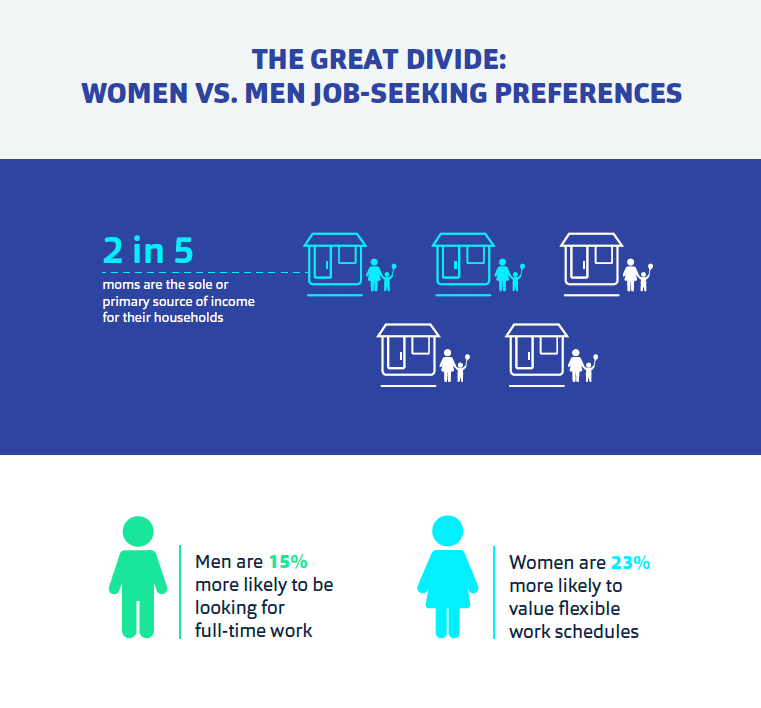 THE GREAT DIVIDE:
WOMEN VS. MEN JOB-SEEKING PREFERENCES
2 in 5
moms are the sole or
primary source of income
for their households
Men are 15%
more likely to be
looking for
full-time work
Women are 23%
more likely to
value flexible
work schedules